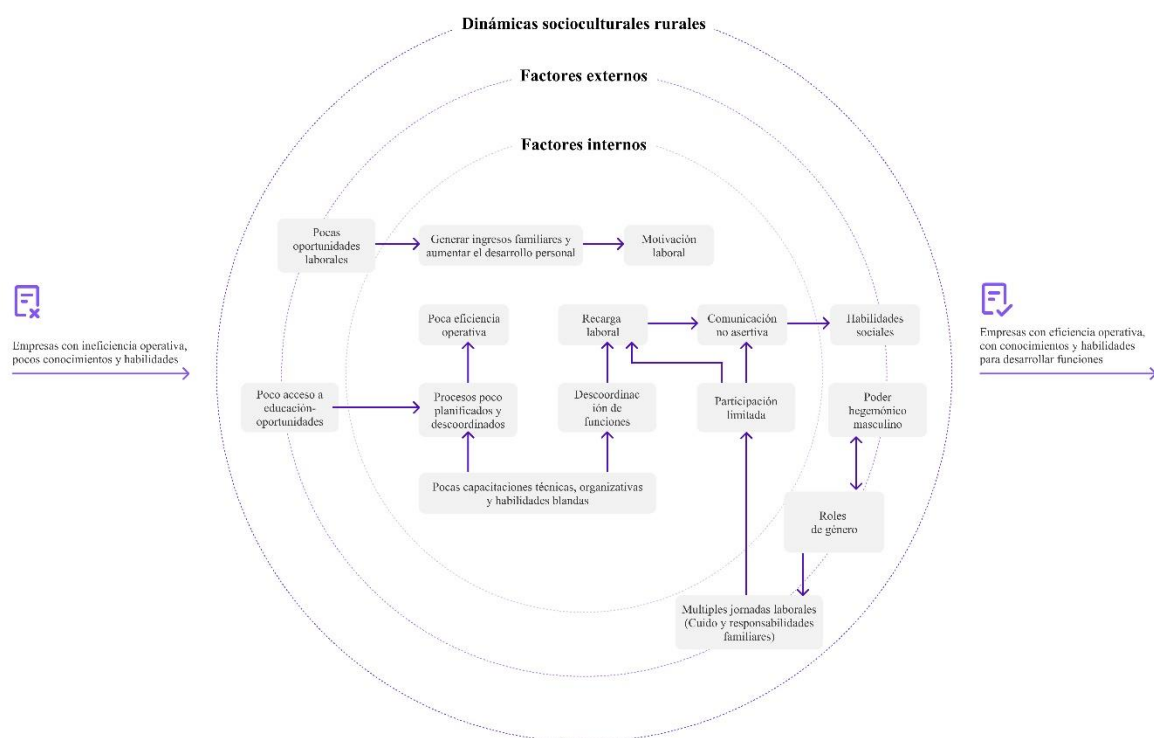 Dinámicas socioculturales rurales
Factores externos
Factores internos
Pocas
oportunidades
laborales
Generar ingresos familiares y
aumentar el desarrollo personal
Motivación
laboral
Empresas con ineficiencia operativa,
pocos conocimientos y habilidades
Poca eficiencia
operativa
Recarga
laboral
Comunicación
no asertiva
Habilidades
sociales
Empresas con eficiencia operativa,
con conocimientos y habilidades
para desarrollar funciones
Poco acceso a
educación-
oportunidades
Procesos poco
planificados y
descoordinados
Descoordinac
ión de
funciones
Participación
limitada
Poder
hegemónico
masculino
Pocas capacitaciones técnicas, organizativas
y habilidades blandas
Roles
de género
Multiples jornadas laborales
(Cuido y responsabilidades
familiares)